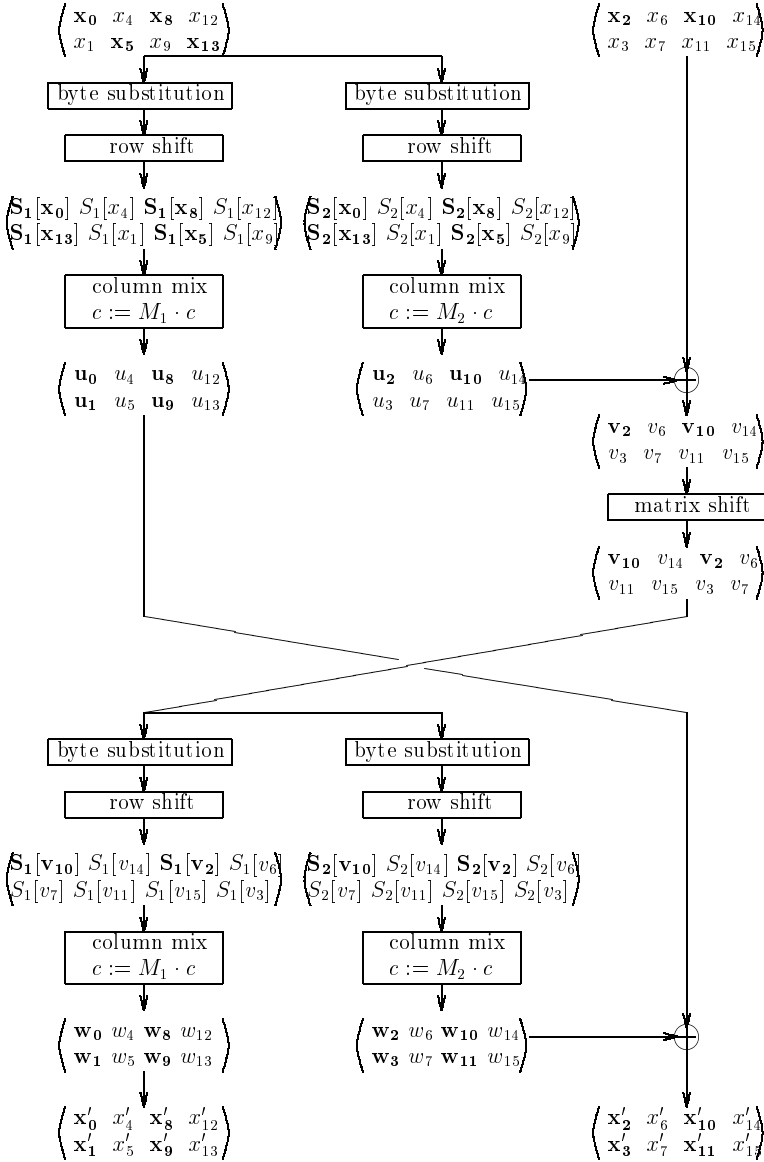 x₀ x₄ x₈ x₁₂
x₁ x₅ x₉ x₁₃
x₂ x₆ x₁₀ x₁₄
x₃ x₇ x₁₁ x₁₅
byte substitution
byte substitution
row shift
row shift
S₁[x₀] S₁[x₄] S₁[x₈] S₁[x₁₂]
S₁[x₁₃] S₁[x₁] S₁[x₅] S₁[x₉]
S₂[x₀] S₂[x₄] S₂[x₈] S₂[x₁₂]
S₂[x₁₃] S₂[x₁] S₂[x₅] S₂[x₉]
column mix
c := M₁ · c
column mix
c := M₂ · c
u₀ u₄ u₈ u₁₂
u₁ u₅ u₉ u₁₃
u₂ u₆ u₁₀ u₁₄
u₃ u₇ u₁₁ u₁₅
v₂ v₆ v₁₀ v₁₄
v₃ v₇ v₁₁ v₁₅
matrix shift
v₁₀ v₁₄ v₂ v₆
v₁₁ v₁₅ v₃ v₇
byte substitution
byte substitution
row shift
row shift
S₁[v₁₀] S₁[v₁₄] S₁[v₂] S₁[v₆]
S₁[v₇] S₁[v₁₁] S₁[v₁₅] S₁[v₃]
S₂[v₁₀] S₂[v₁₄] S₂[v₂] S₂[v₆]
S₂[v₇] S₂[v₁₁] S₂[v₁₅] S₂[v₃]
column mix
c := M₁ · c
column mix
c := M₂ · c
w₀ w₄ w₈ w₁₂
w₁ w₅ w₉ w₁₃
w₂ w₆ w₁₀ w₁₄
w₃ w₇ w₁₁ w₁₅
x′₀ x′₄ x′₈ x′₁₂
x′₁ x′₅ x′₉ x′₁₃
x′₂ x′₆ x′₁₀ x′₁₄
x′₃ x′₇ x′₁₁ x′₁₅